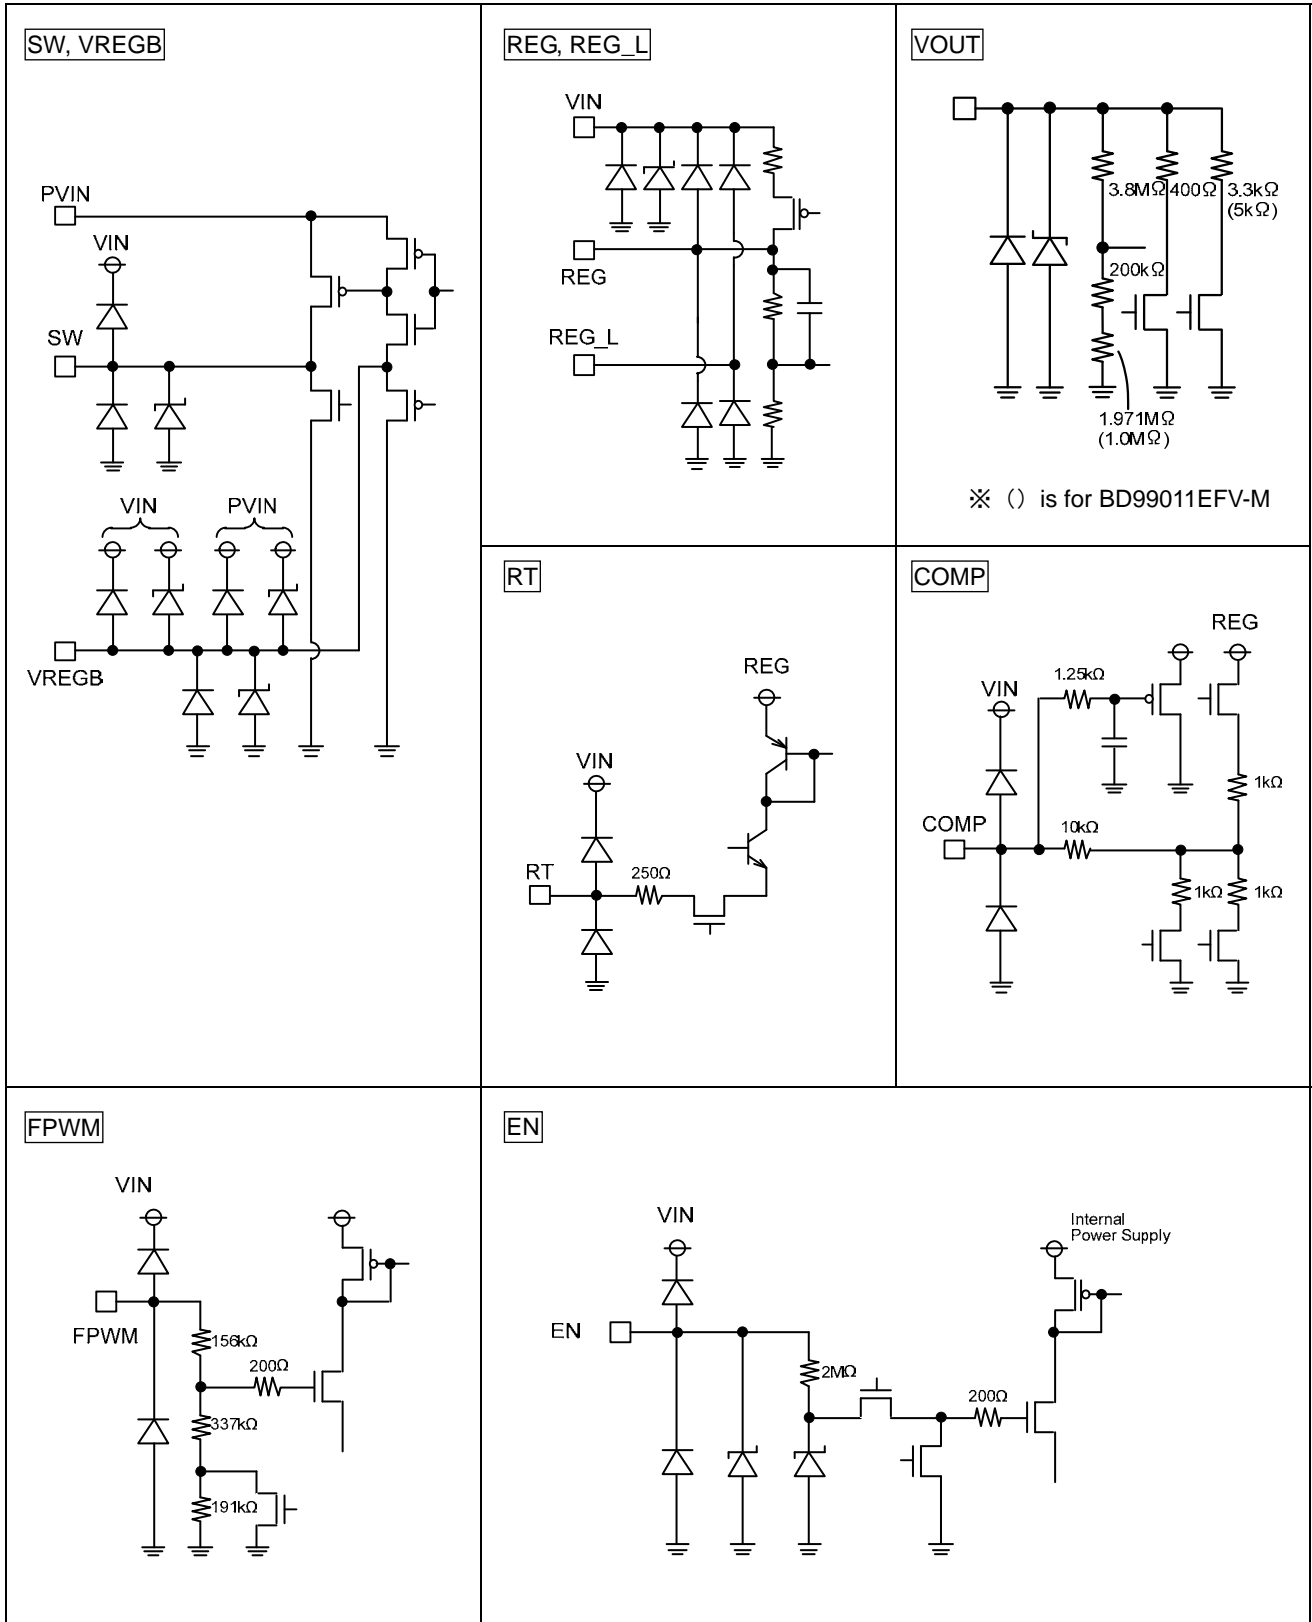 SW, VREGB
PVIN
VIN
SW
VIN
PVIN
VREGB
REG, REG_L
VIN
REG
REG_L
VOUT
3.8MΩ
400Ω
3.3kΩ
(5kΩ)
200kΩ
1.971MΩ
(1.0MΩ)
※ () is for BD99011EFV-M
RT
REG
VIN
RT
250Ω
COMP
REG
1.25kΩ
VIN
1kΩ
COMP
10kΩ
1kΩ
1kΩ
FPWM
VIN
FPWM
156kΩ
200Ω
337kΩ
191kΩ
EN
VIN
Internal
Power Supply
EN
2MΩ
200Ω